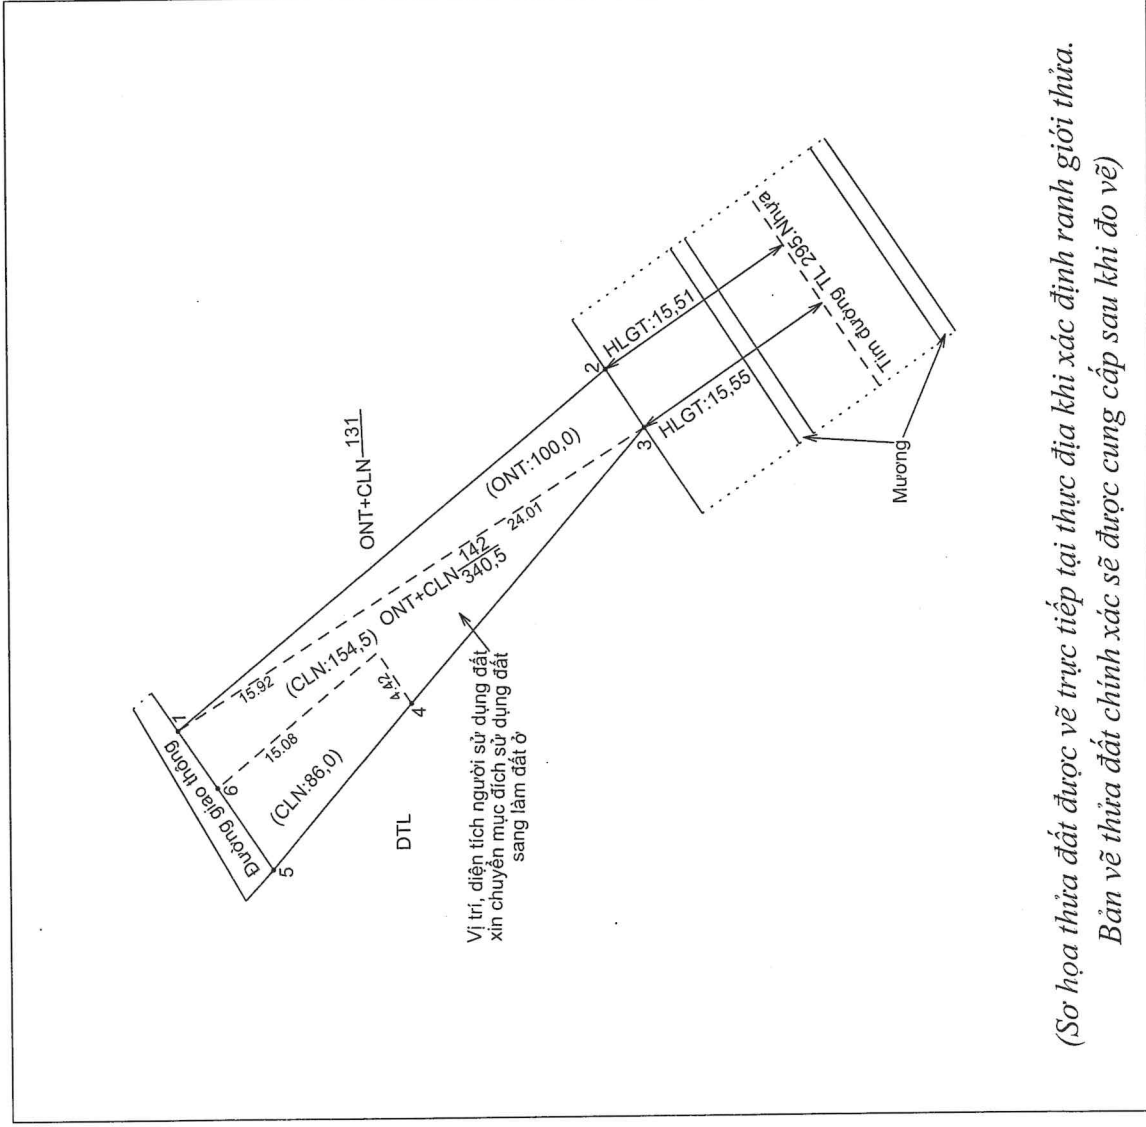 Đường giao thông
1
6
5
15.92
15.08
(CLN:154,5)
(CLN:86,0)
4.42
4
DTL
ONT+CLN 131
ONT+CLN 142
340,5
24.01
(ONT:100,0)
2
3
HLGT:15,51
HLGT:15,55
Tim đường TL 295.Nhựa
Mương
Vị trí, diện tích người sử dụng đất
xin chuyển mục đích sử dụng đất
sang làm đất ở
(Sơ họa thửa đất được vẽ trực tiếp tại thực địa khi xác định ranh giới thửa.
Bản vẽ thửa đất chính xác sẽ được cung cấp sau khi đo vẽ)